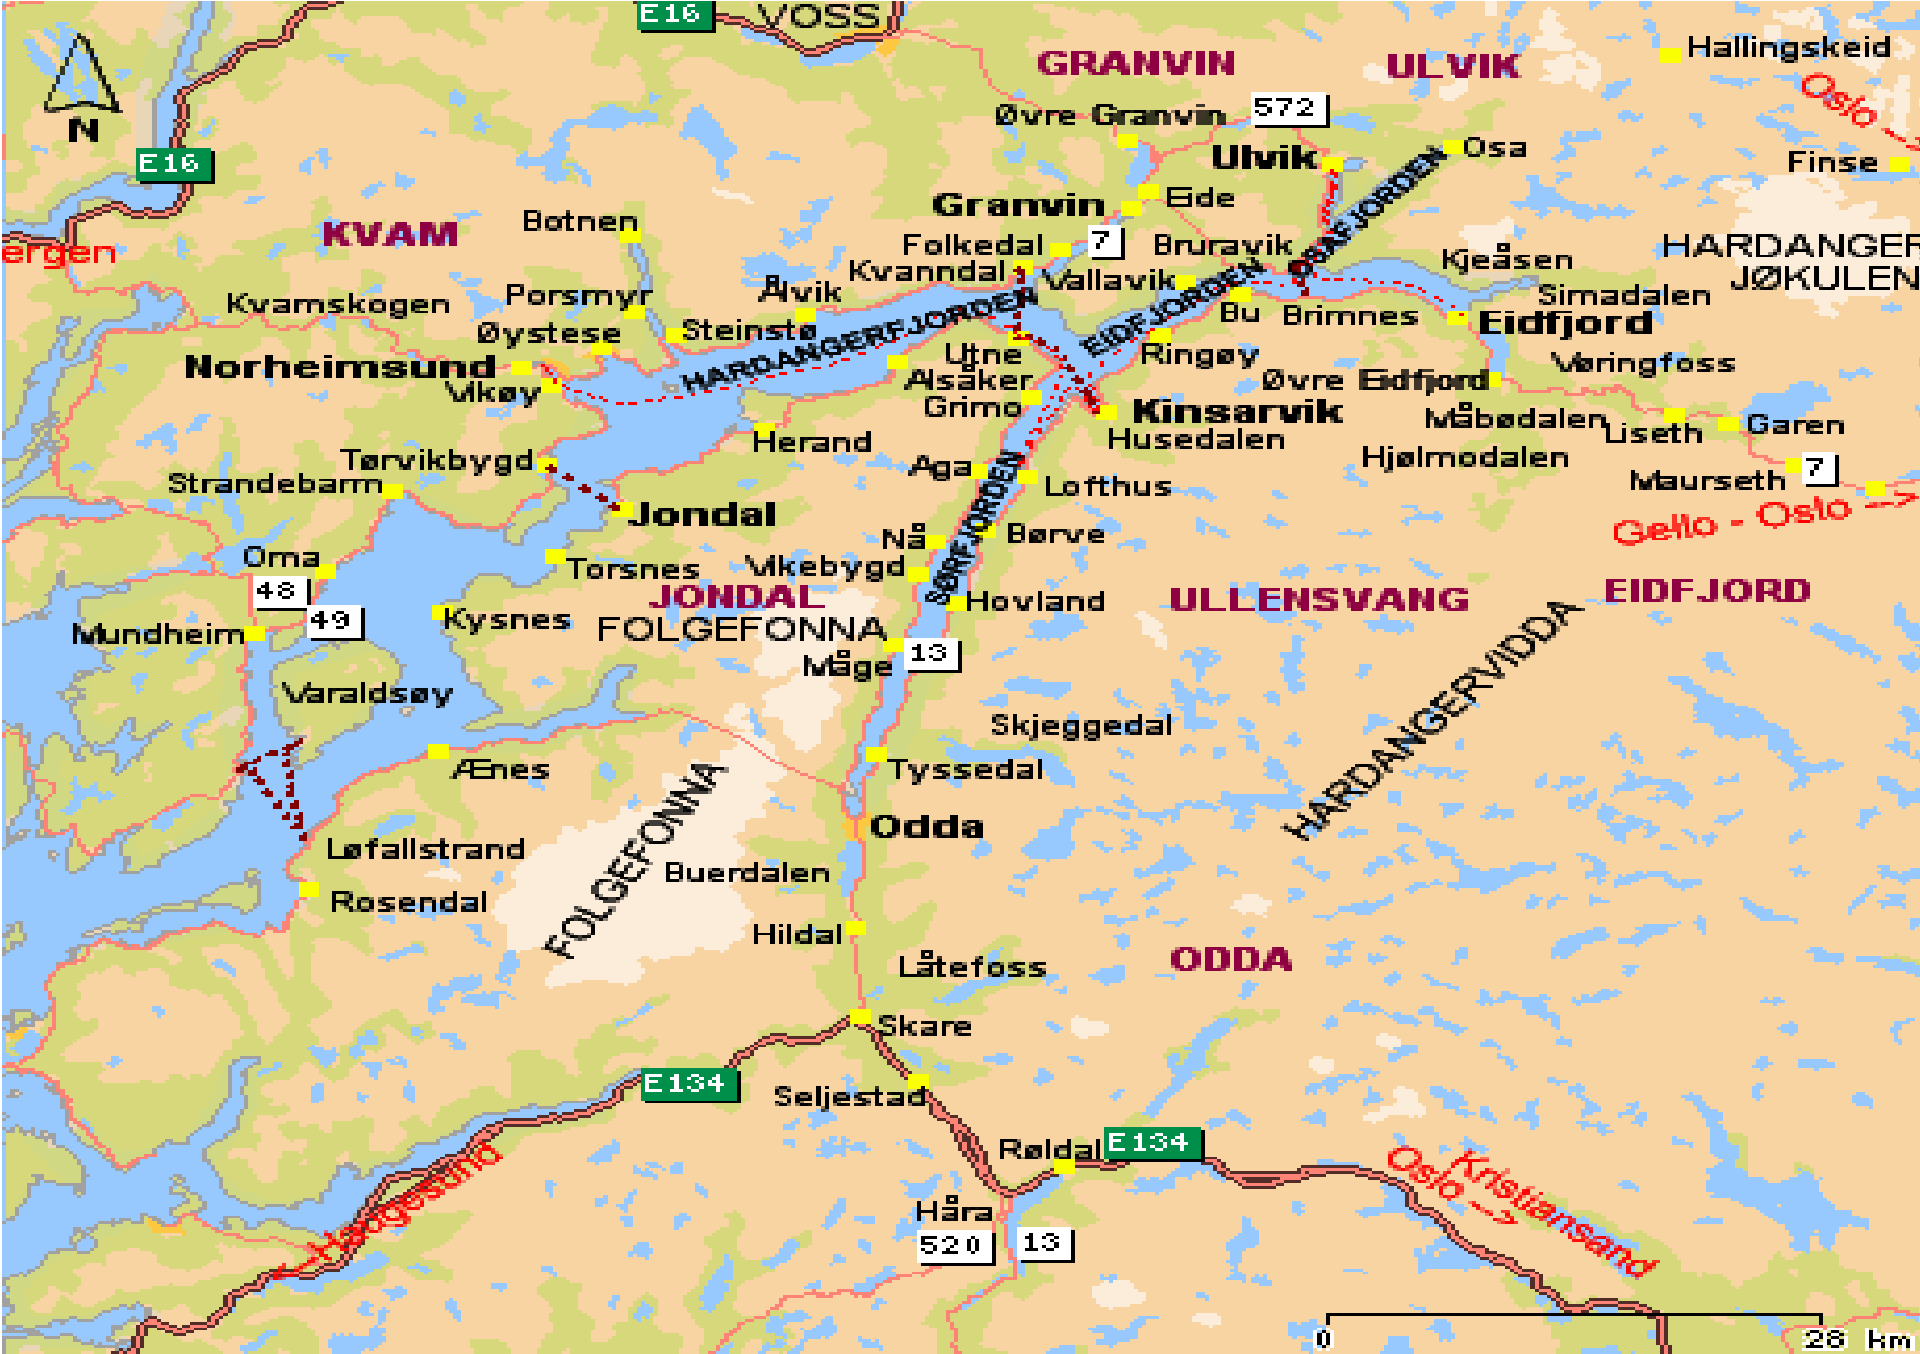 E16
VOSS
GRANVIN
ULVIK
Hallingskeid
Oslo
N
E16
Øvre Granvin
572
Ulvik
Osa
Finse
KVAM
Botnen
Granvin
Eide
ergen
Folkedal
7
Bruravik
OSAFJORDEN
Kjeåsen
HARDANGER
JØKULEN
Kvamskogen
Porsmyr
Ålvik
Kvanndal
Vallavik
EIDFJORDEN
Simadalen
Øystese
Steinstø
HARDANGERFJORDEN
Bu
Brimnes
Eidfjord
Norheimsund
Vikøy
Utne
Ringøy
Vøringfoss
Alsåker
Øvre Eidfjord
Grimo
Kinsarvik
Måbødalen
Liseth
Garen
Herand
Husedalen
Hjølmodalen
Tørvikbygd
Aga
Maurseth
7
Strandebarm
Lofthus
Jondal
Geilo - Oslo
Nå
SØRFJORDEN
Børve
Oma
Torsnes
Vikebygd
48
49
JONDAL
Hovland
ULLENSVANG
EIDFJORD
Mundheim
Kysnes
FOLGEFONNA
Måge
13
Varaldsøy
Skjeggedal
HARDANGERVIDDA
Ænes
Tyssedal
FOLGEFONNA
Odda
Løfallstrand
Buerdalen
Rosendal
Hildal
Låtefoss
ODDA
Skare
E134
Seljestad
Røldal
E134
Oslo
Kristiansand
Haugesund
Håra
520
13
0
28 km